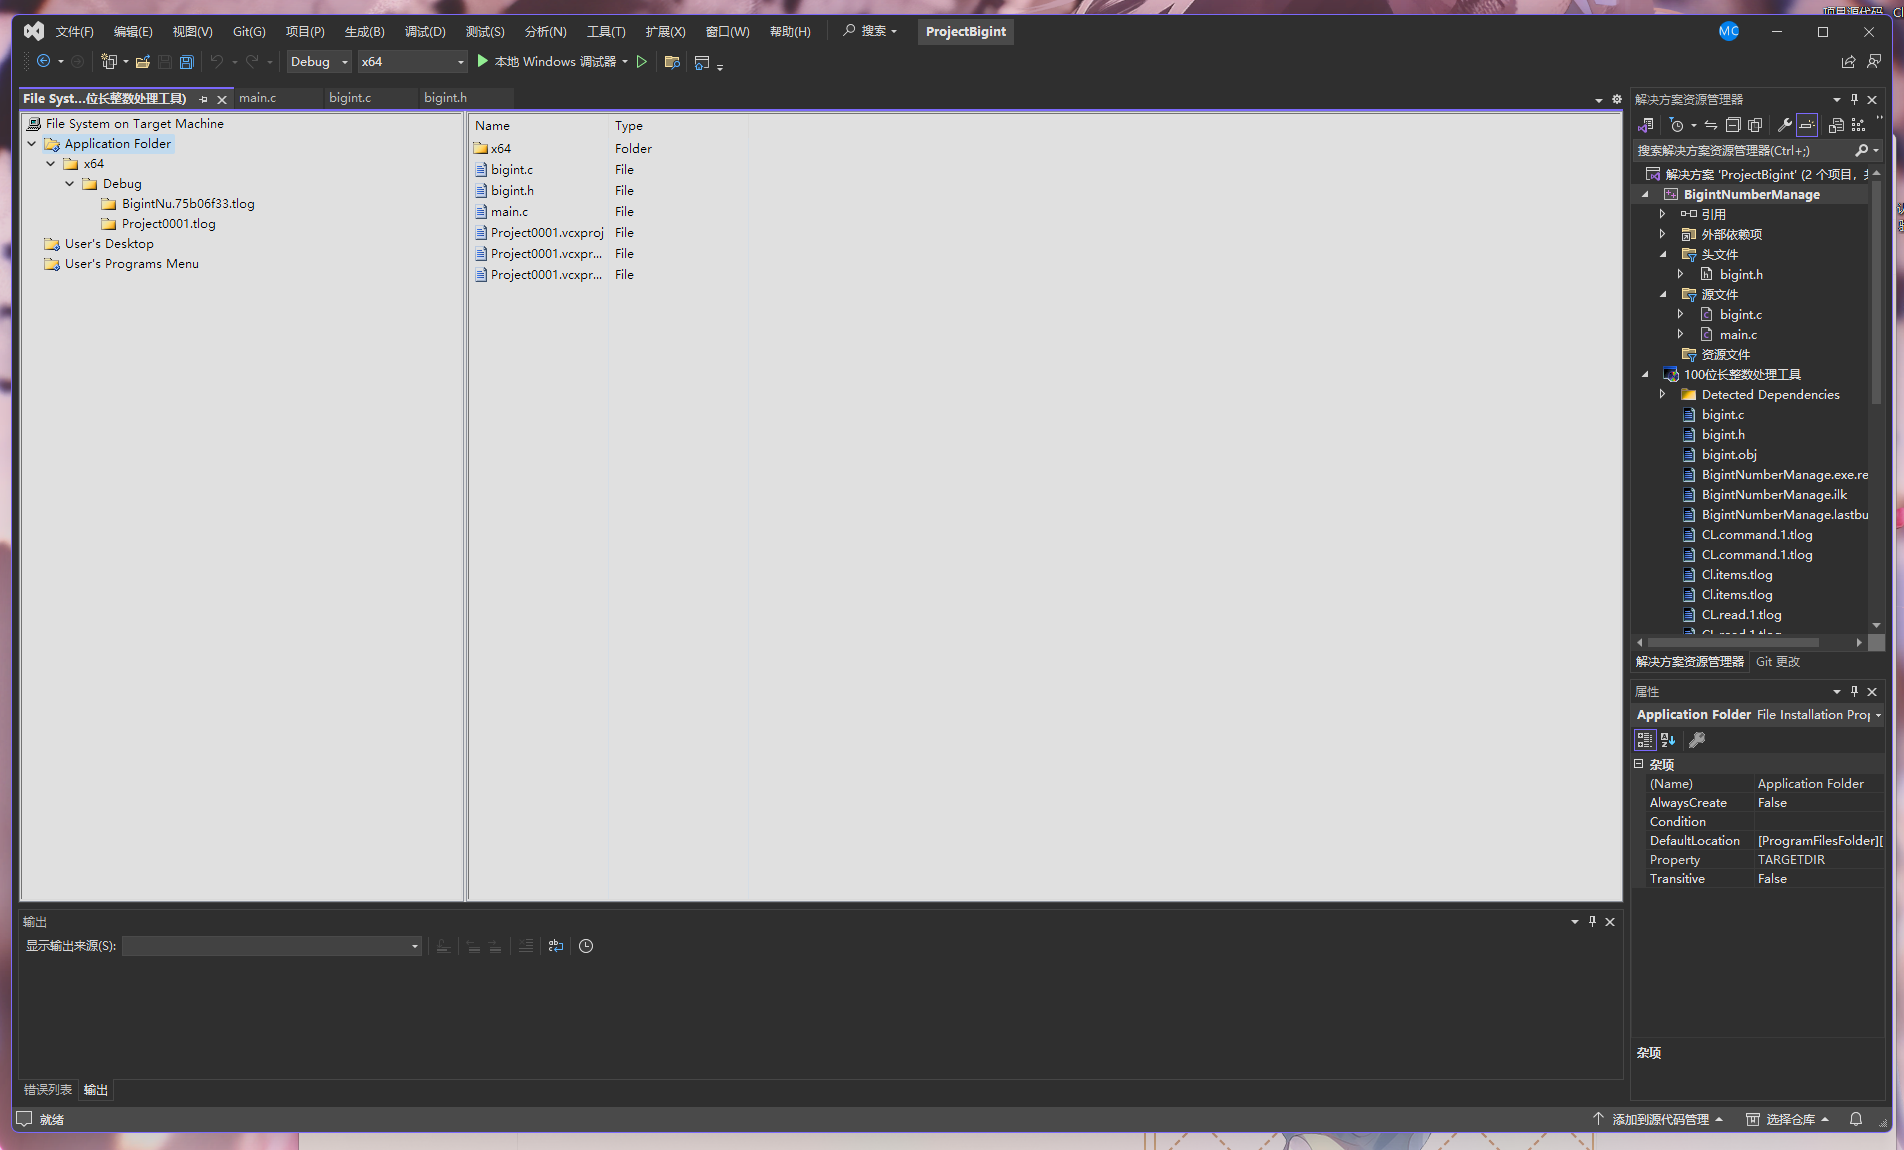 项目源代码
文件(F) 编辑(E) 视图(V) Git(G) 项目(P) 生成(B) 调试(D) 测试(S) 分析(N) 工具(T) 扩展(X) 窗口(W) 帮助(H) 搜索 ProjectBigint MC
Debug x64 本地 Windows 调试器
File Syst...位长整数处理工具) main.c bigint.c bigint.h
File System on Target Machine
Application Folder
x64
Debug
BigintNu.75b06f33.tlog
Project0001.tlog
User's Desktop
User's Programs Menu
Name Type
x64 Folder
bigint.c File
bigint.h File
main.c File
Project0001.vcxproj File
Project0001.vcxpr... File
Project0001.vcxpr... File
解决方案资源管理器
搜索解决方案资源管理器(Ctrl+;)
解决方案 'ProjectBigint' (2 个项目，
BigintNumberManage
引用
外部依赖项
头文件
bigint.h
源文件
bigint.c
main.c
资源文件
100位长整数处理工具
Detected Dependencies
bigint.c
bigint.h
bigint.obj
BigintNumberManage.exe.re
BigintNumberManage.ilk
BigintNumberManage.lastbu
CL.command.1.tlog
CL.command.1.tlog
Cl.items.tlog
Cl.items.tlog
CL.read.1.tlog
CL.read.1.tlog
解决方案资源管理器 Git 更改
属性
Application Folder File Installation Prop
杂项
(Name) Application Folder
AlwaysCreate False
Condition
DefaultLocation [ProgramFilesFolder][
Property TARGETDIR
Transitive False
杂项
输出
显示输出来源(S):
错误列表 输出
就绪
添加到源代码管理 选择仓库